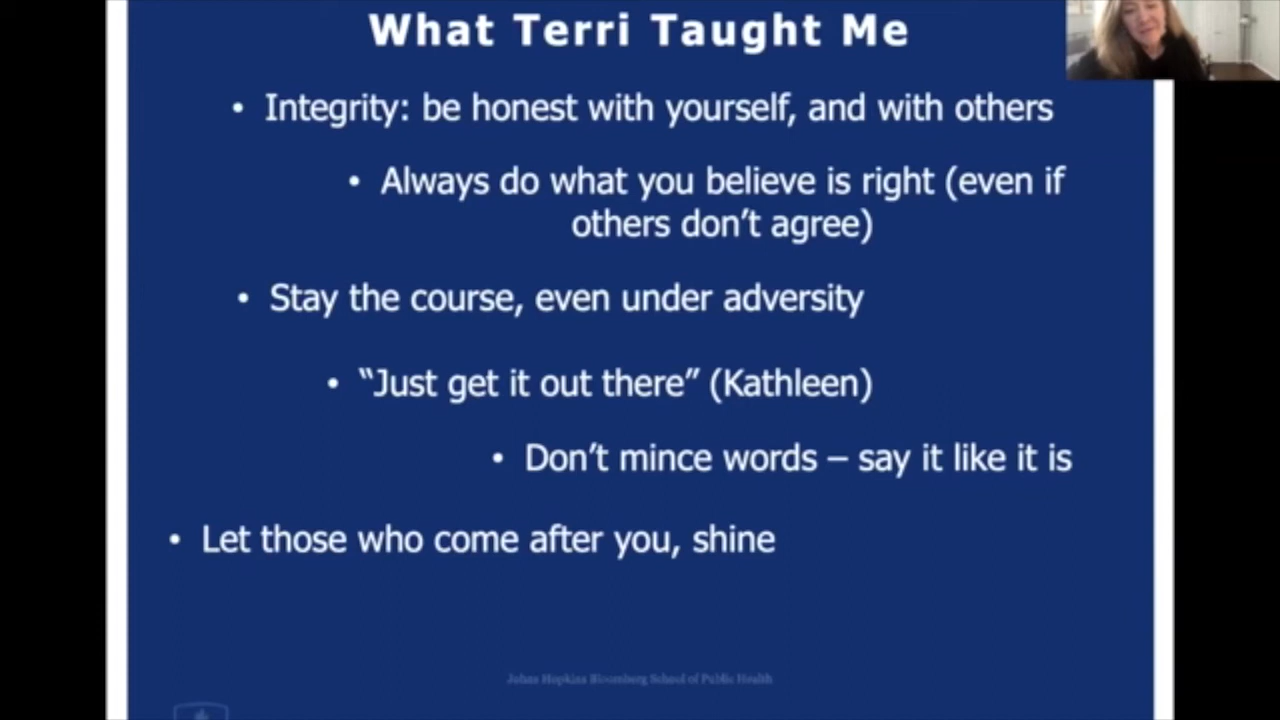 What Terri Taught Me
• Integrity: be honest with yourself, and with others
• Always do what you believe is right (even if
others don’t agree)
• Stay the course, even under adversity
• “Just get it out there” (Kathleen)
• Don’t mince words – say it like it is
• Let those who come after you, shine
Johns Hopkins Bloomberg School of Public Health